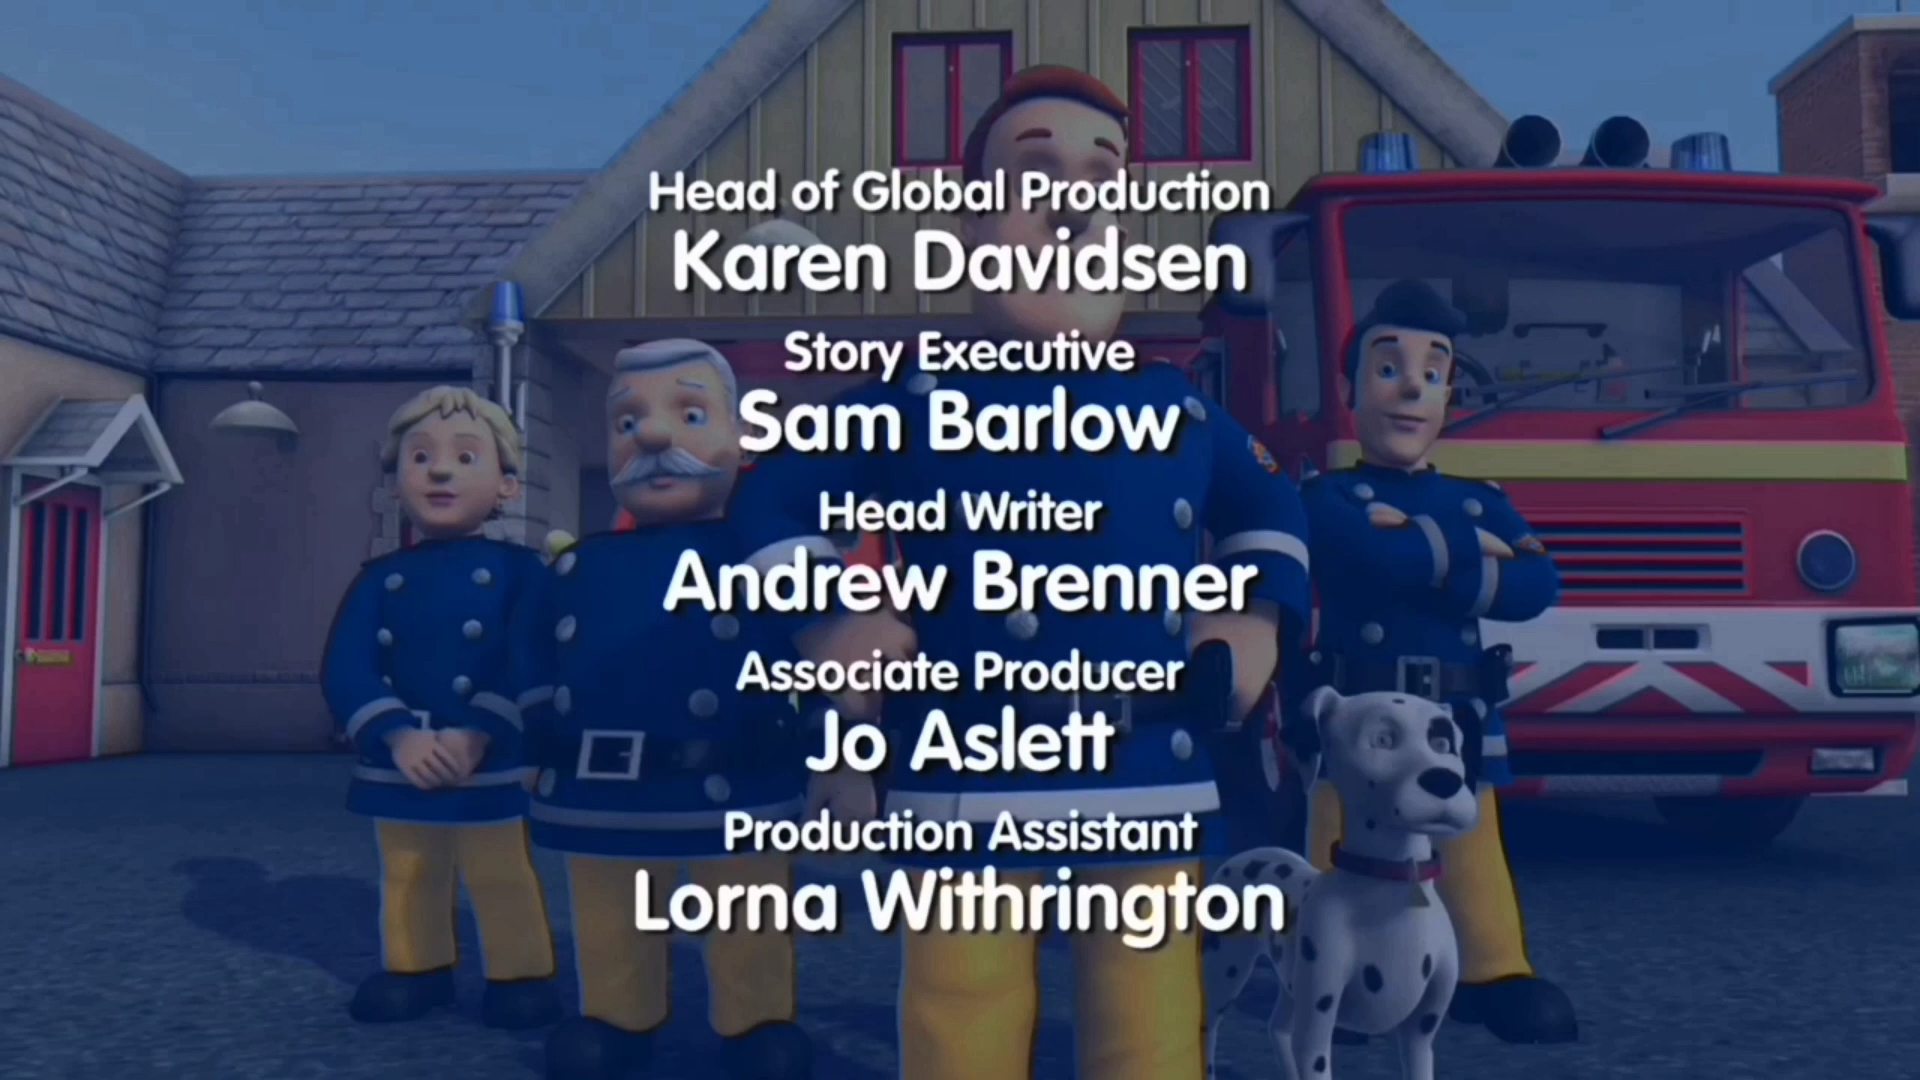 Head of Global Production
Karen Davidsen
Story Executive
Sam Barlow
Head Writer
Andrew Brenner
Associate Producer
Jo Aslett
Production Assistant
Lorna Withrington